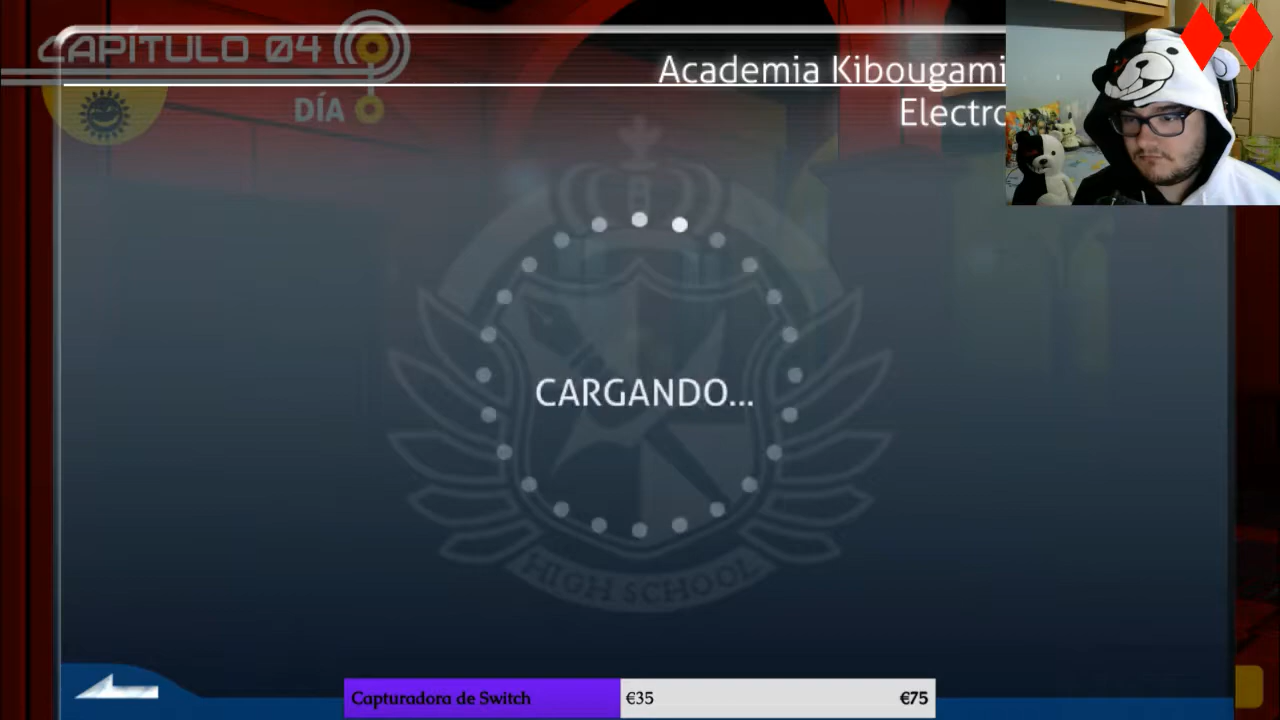 CAPÍTULO 04
DÍA
Academia Kibougami
Electro
CARGANDO...
HIGH SCHOOL
Capturadora de Switch €35 €75